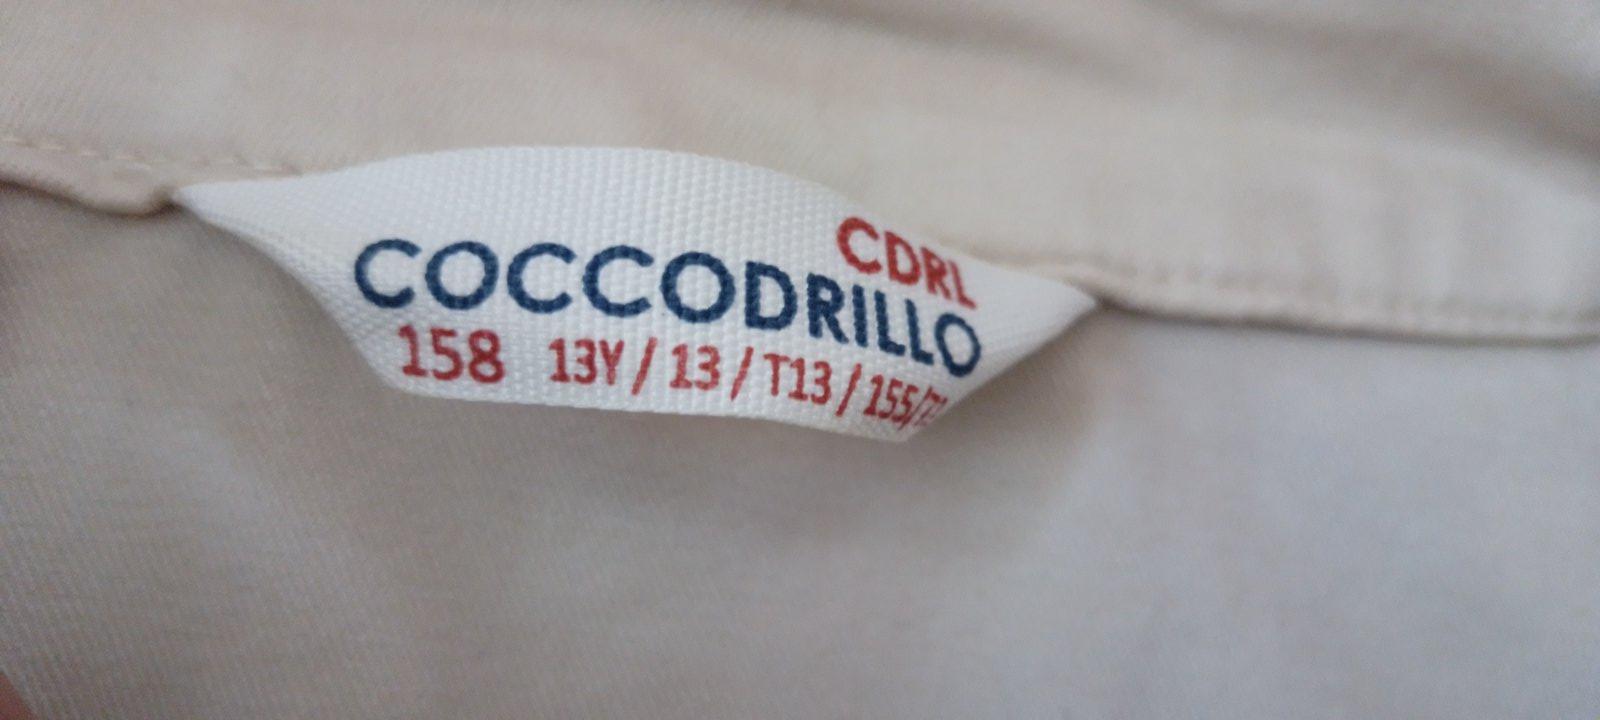 CDRL
COCCODRILLO
158 13Y / 13 / T13 / 155/